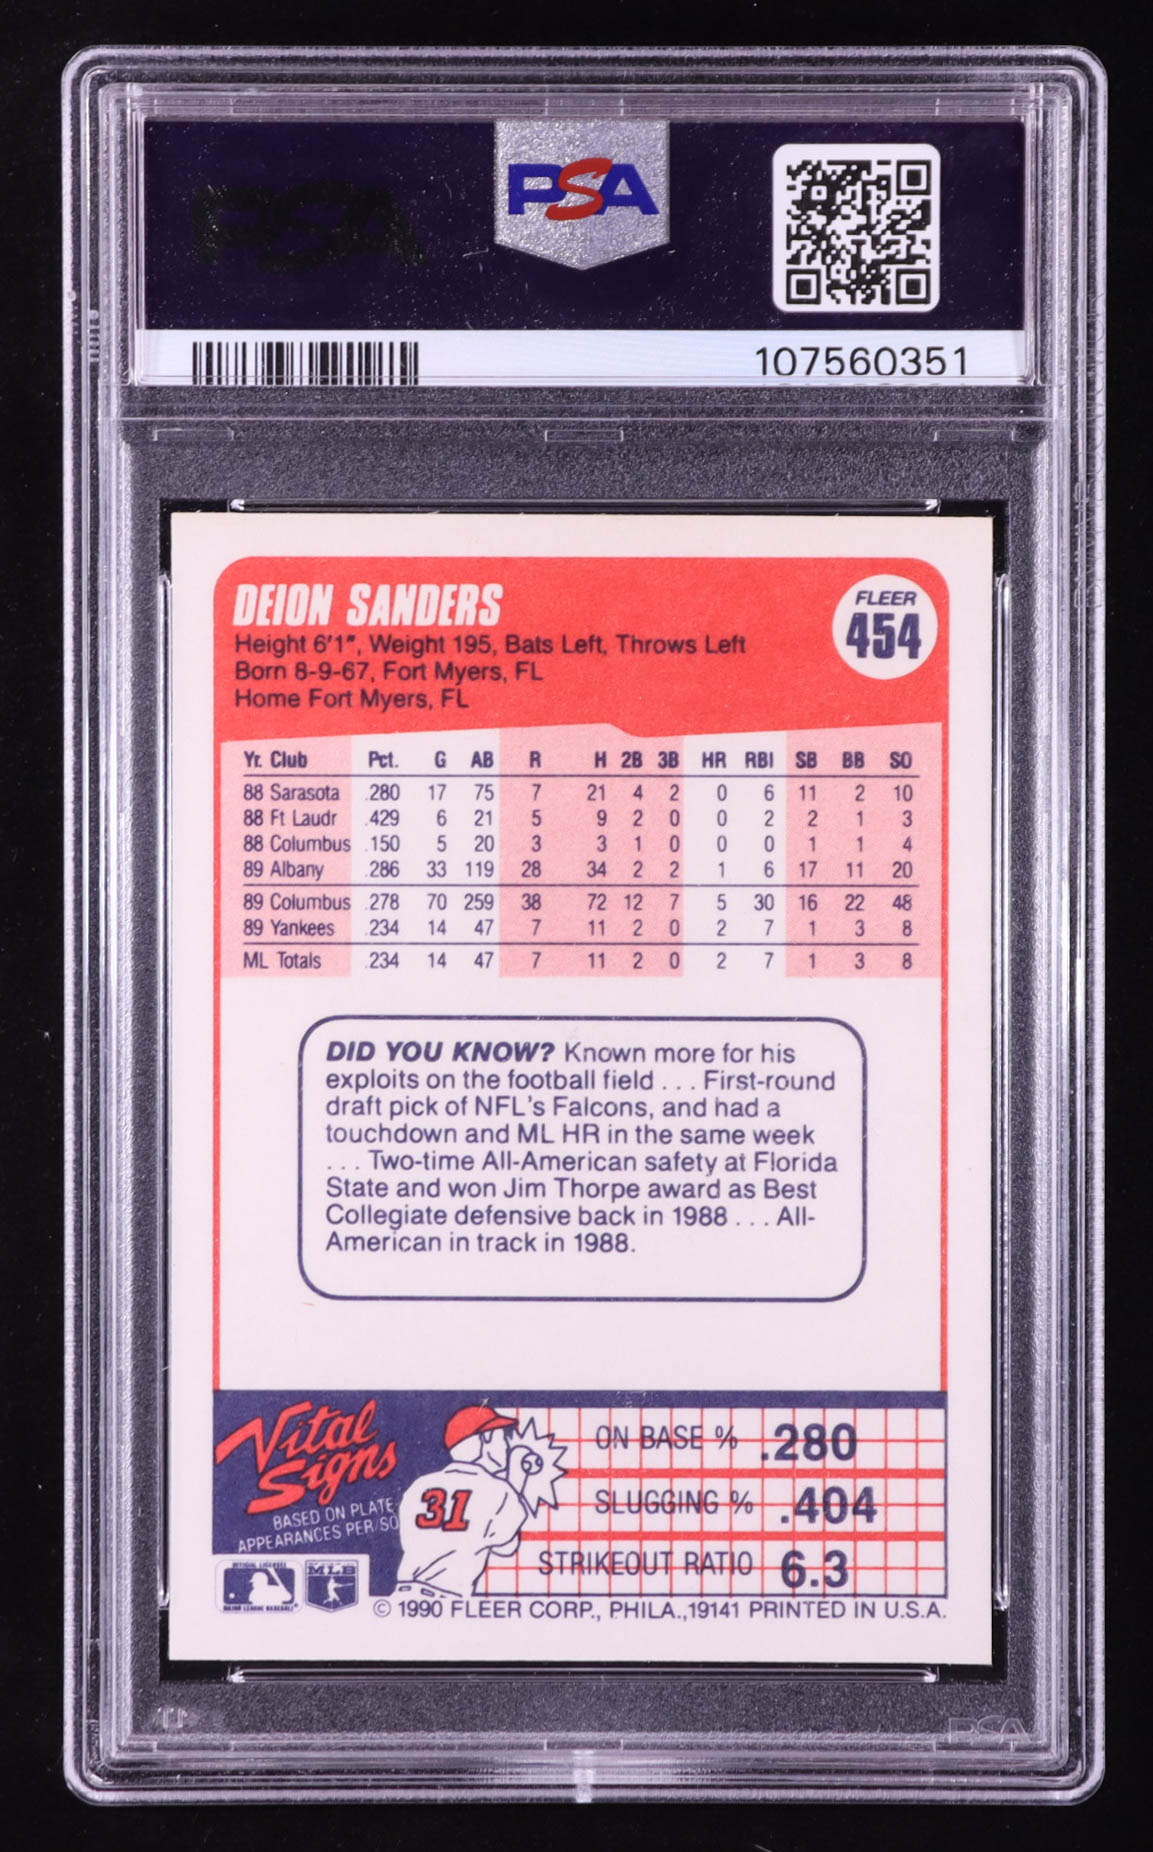 PSA
PSA
107560351
DEION SANDERS
Height 6'1", Weight 195, Bats Left, Throws Left
Born 8-9-67, Fort Myers, FL
Home Fort Myers, FL
FLEER
454
Yr. Club Pct. G AB R H 2B 3B HR RBI SB BB SO
88 Sarasota .280 17 75 7 21 4 2 0 6 11 2 10
88 Ft Laudr .429 6 21 5 9 2 0 0 2 2 1 3
88 Columbus .150 5 20 3 3 1 0 0 0 1 1 4
89 Albany .286 33 119 28 34 2 2 1 6 17 11 20
89 Columbus .278 70 259 38 72 12 7 5 30 16 22 48
89 Yankees .234 14 47 7 11 2 0 2 7 1 3 8
ML Totals .234 14 47 7 11 2 0 2 7 1 3 8
DID YOU KNOW? Known more for his
exploits on the football field . . . First-round
draft pick of NFL's Falcons, and had a
touchdown and ML HR in the same week
. . . Two-time All-American safety at Florida
State and won Jim Thorpe award as Best
Collegiate defensive back in 1988 . . . All-
American in track in 1988.
Vital
Signs
BASED ON PLATE
APPEARANCES PER/SO
31
ON BASE % .280
SLUGGING % .404
STRIKEOUT RATIO 6.3
OFFICIAL LICENSEE
MAJOR LEAGUE BASEBALL
MLB
© 1990 FLEER CORP., PHILA.,19141 PRINTED IN U.S.A.
PSA